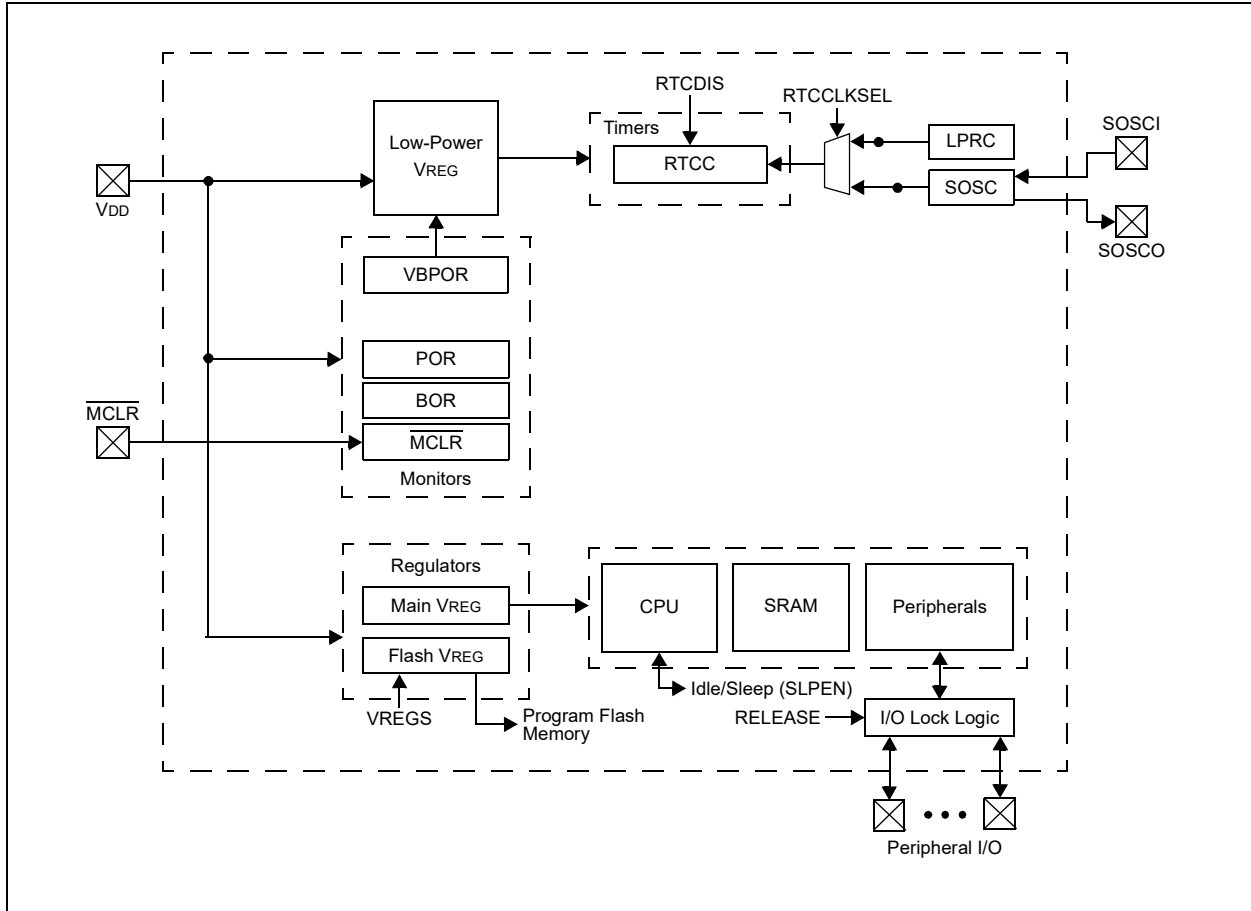 RTCDIS
RTCCLKSEL
Timers
Low-Power
VREG
RTCC
LPRC
SOSC
SOSCI
SOSCO
VDD
VBPOR
POR
BOR
MCLR
MCLR
Monitors
Regulators
Main VREG
Flash VREG
VREGS
Program Flash
Memory
CPU
SRAM
Peripherals
Idle/Sleep (SLPEN)
RELEASE
I/O Lock Logic
Peripheral I/O